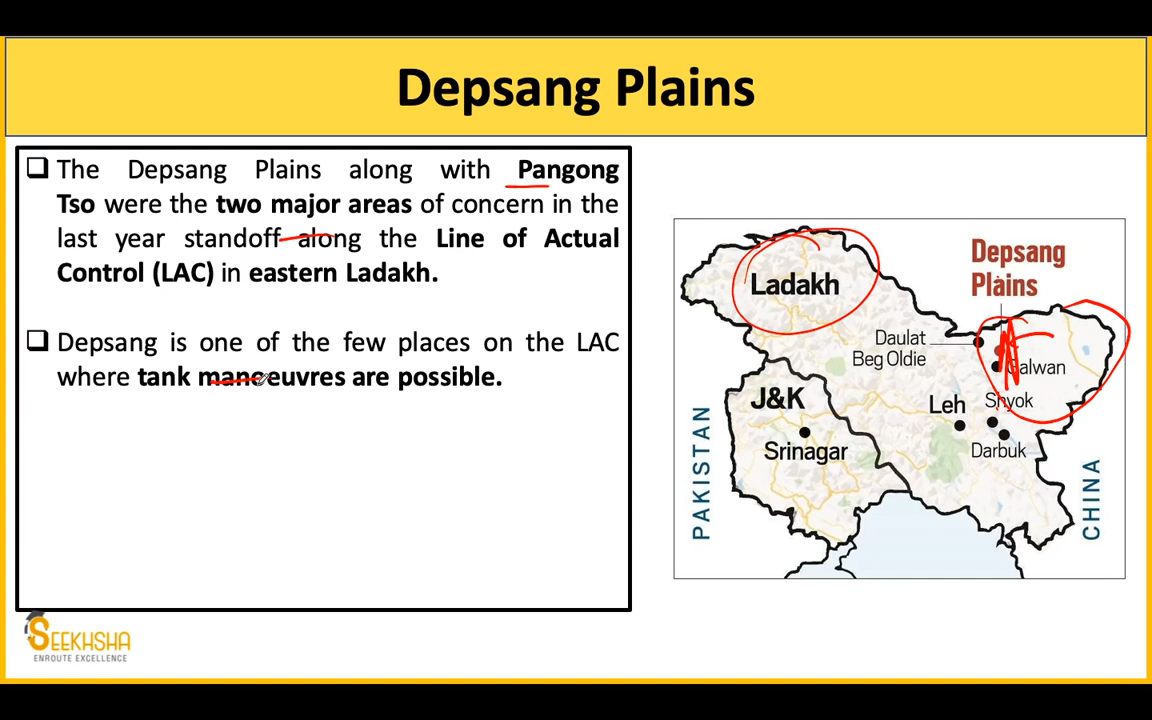 Depsang Plains
The Depsang Plains along with Pangong
Tso were the two major areas of concern in the
last year standoff along the Line of Actual
Control (LAC) in eastern Ladakh.
Depsang is one of the few places on the LAC
where tank manoeuvres are possible.
Depsang
Plains
Ladakh
Daulat
Beg Oldie
Galwan
J&K
Leh
Shyok
Srinagar
Darbuk
PAKISTAN
CHINA
SEEKHSHA
ENROUTE EXCELLENCE